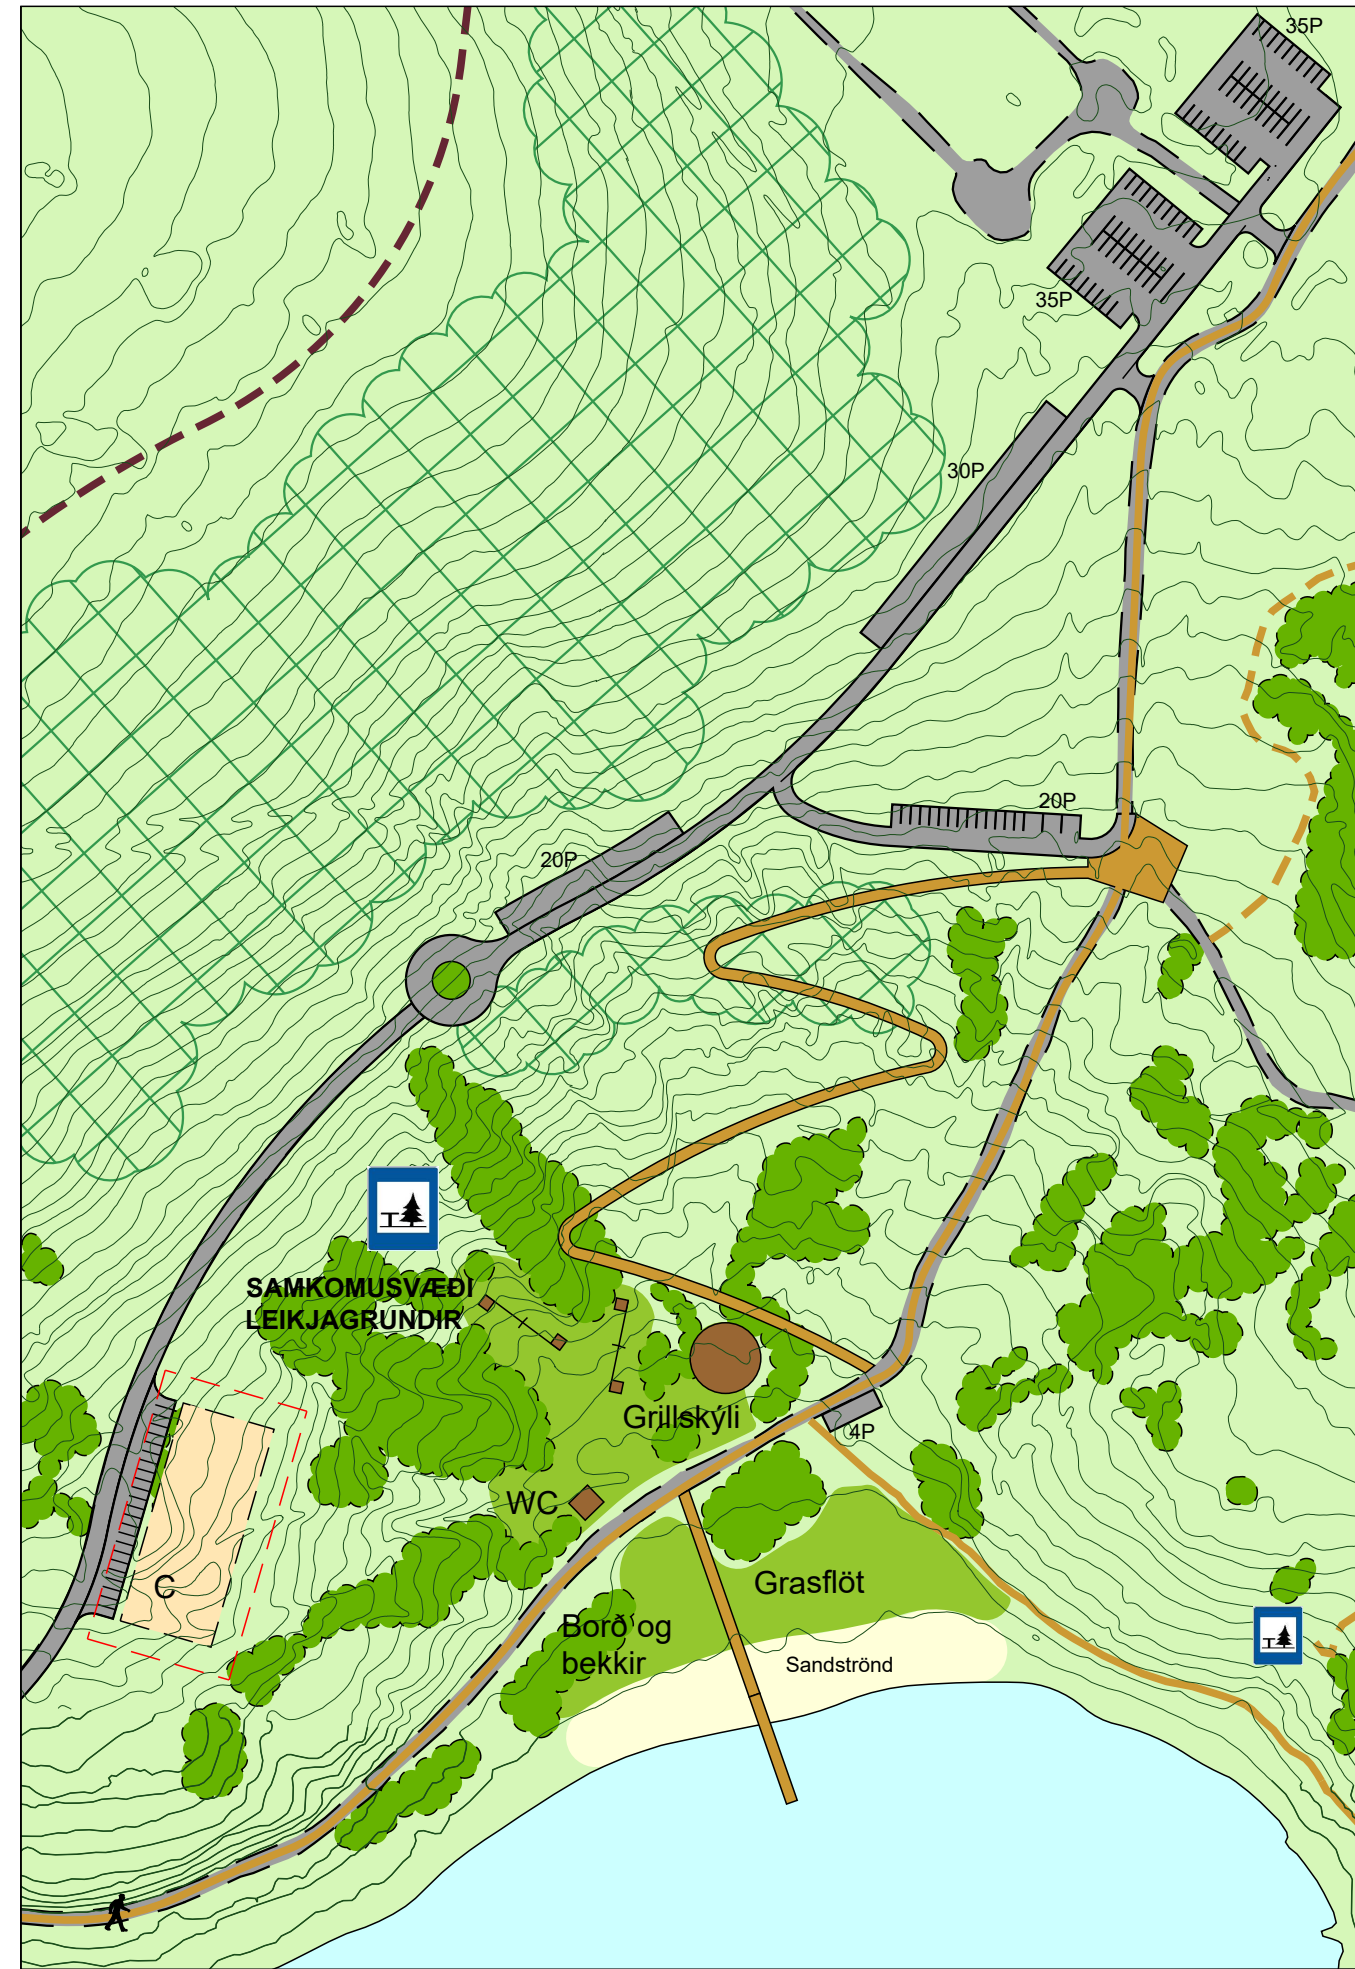 35P
35P
30P
20P
20P
SAMKOMUSVÆÐI
LEIKJAGRUNDIR
Grillskýli
4P
WC
C
Grasflöt
Borð og
bekkir
Sandströnd